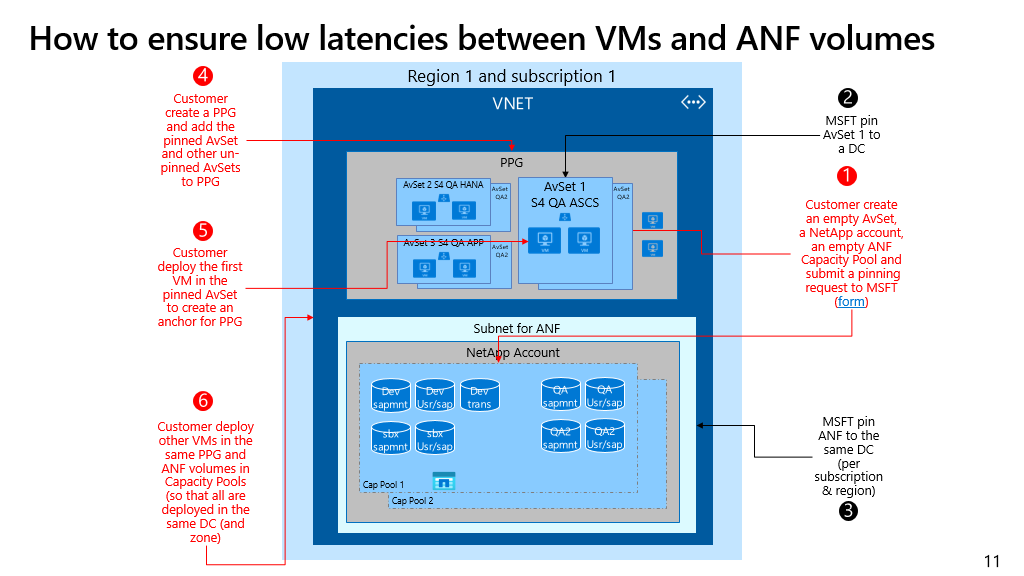 How to ensure low latencies between VMs and ANF volumes
Region 1 and subscription 1
VNET
4
Customer
create a PPG
and add the
pinned AvSet
and other un-
pinned AvSets
to PPG
5
Customer
deploy the first
VM in the
pinned AvSet
to create an
anchor for PPG
6
Customer deploy
other VMs in the
same PPG and
ANF volumes in
Capacity Pools
(so that all are
deployed in the
same DC (and
zone)
PPG
AvSet 2 S4 QA HANA
AvSet
QA2
AvSet 1
S4 QA ASCS
AvSet
QA2
AvSet 3 S4 QA APP
AvSet
QA2
VM
VM
Subnet for ANF
NetApp Account
Dev
sapmnt
Dev
Usr/sap
Dev
trans
QA
sapmnt
QA
Usr/sap
sbx
sapmnt
sbx
Usr/sap
QA2
sapmnt
QA2
Usr/sap
Cap Pool 1
Cap Pool 2
2
MSFT pin
AvSet 1 to
a DC
1
Customer create
an empty AvSet,
a NetApp account,
an empty ANF
Capacity Pool and
submit a pinning
request to MSFT
(form)
MSFT pin
ANF to the
same DC
(per
subscription
& region)
3
11